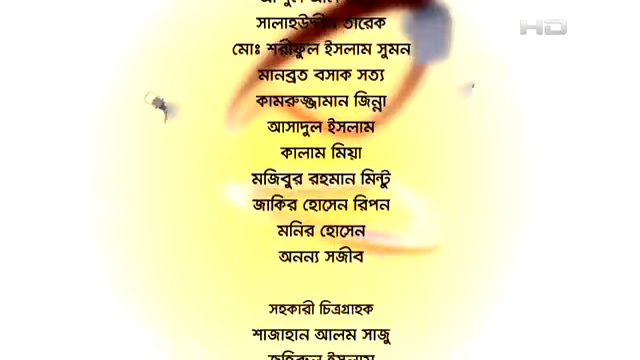 HD
সালাহউদ্দীন তারেক
মোঃ শরীফুল ইসলাম সুমন
মানব্রত বসাক সত্য
কামরুজ্জামান জিন্না
আসাদুল ইসলাম
কালাম মিয়া
মজিবুর রহমান মিন্টু
জাকির হোসেন রিপন
মনির হোসেন
অনন্য সজীব
সহকারী চিত্রগ্রাহক
শাজাহান আলম সাজু